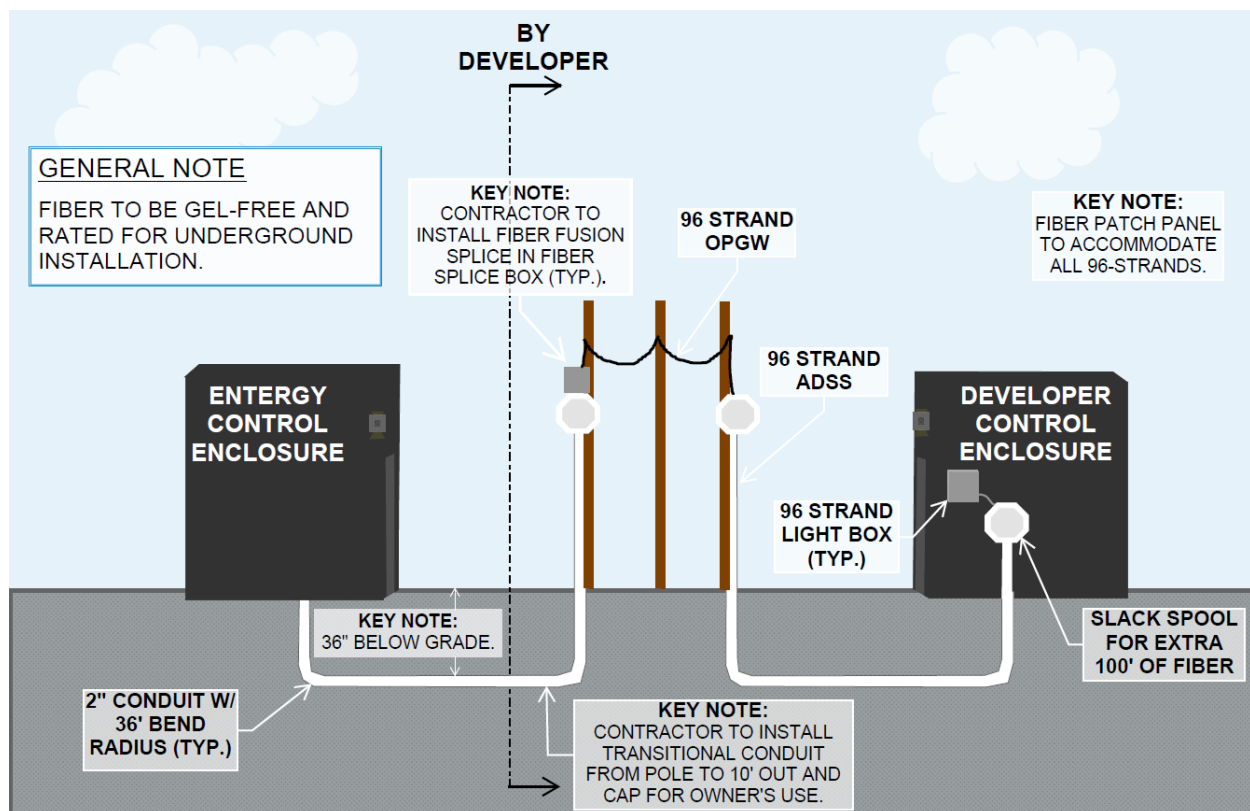 BY
DEVELOPER
GENERAL NOTE
FIBER TO BE GEL-FREE AND
RATED FOR UNDERGROUND
INSTALLATION.
KEY NOTE:
CONTRACTOR TO
INSTALL FIBER FUSION
SPLICE IN FIBER
SPLICE BOX (TYP.).
96 STRAND
OPGW
KEY NOTE:
FIBER PATCH PANEL
TO ACCOMMODATE
ALL 96-STRANDS.
96 STRAND
ADSS
ENTERGY
CONTROL
ENCLOSURE
DEVELOPER
CONTROL
ENCLOSURE
96 STRAND
LIGHT BOX
(TYP.)
KEY NOTE:
36" BELOW GRADE.
SLACK SPOOL
FOR EXTRA
100' OF FIBER
2" CONDUIT W/
36' BEND
RADIUS (TYP.)
KEY NOTE:
CONTRACTOR TO INSTALL
TRANSITIONAL CONDUIT
FROM POLE TO 10' OUT AND
CAP FOR OWNER'S USE.